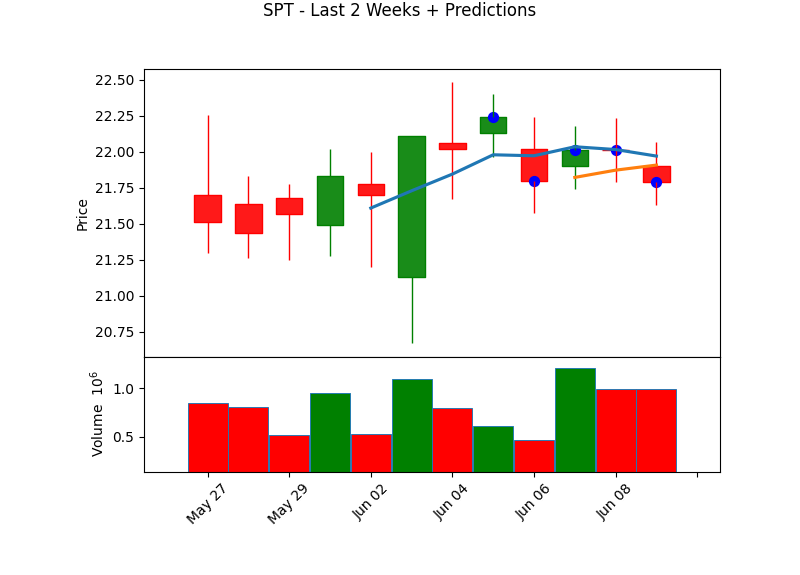 SPT - Last 2 Weeks + Predictions
Price
22.50
22.25
22.00
21.75
21.50
21.25
21.00
20.75
Volume 10^6
1.0
0.5
May 27
May 29
Jun 02
Jun 04
Jun 06
Jun 08